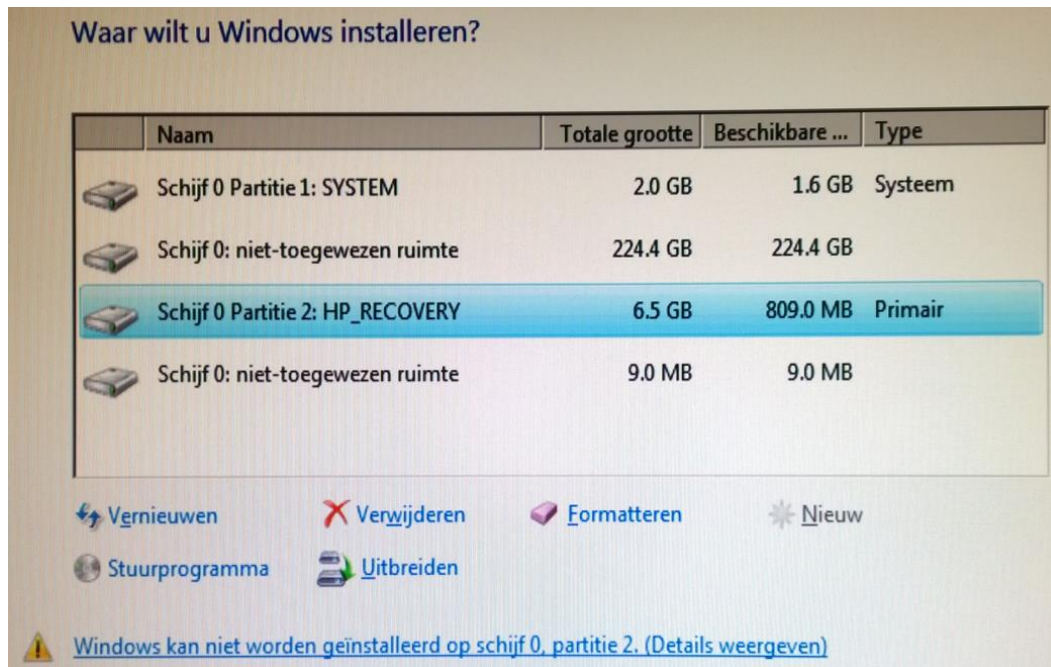 Waar wilt u Windows installeren?
Naam Totale grootte Beschikbare ... Type
Schijf 0 Partitie 1: SYSTEM 2.0 GB 1.6 GB Systeem
Schijf 0: niet-toegewezen ruimte 224.4 GB 224.4 GB
Schijf 0 Partitie 2: HP_RECOVERY 6.5 GB 809.0 MB Primair
Schijf 0: niet-toegewezen ruimte 9.0 MB 9.0 MB
Vernieuwen Verwijderen Formatteren Nieuw
Stuurprogramma Uitbreiden
Windows kan niet worden geïnstalleerd op schijf 0, partitie 2. (Details weergeven)